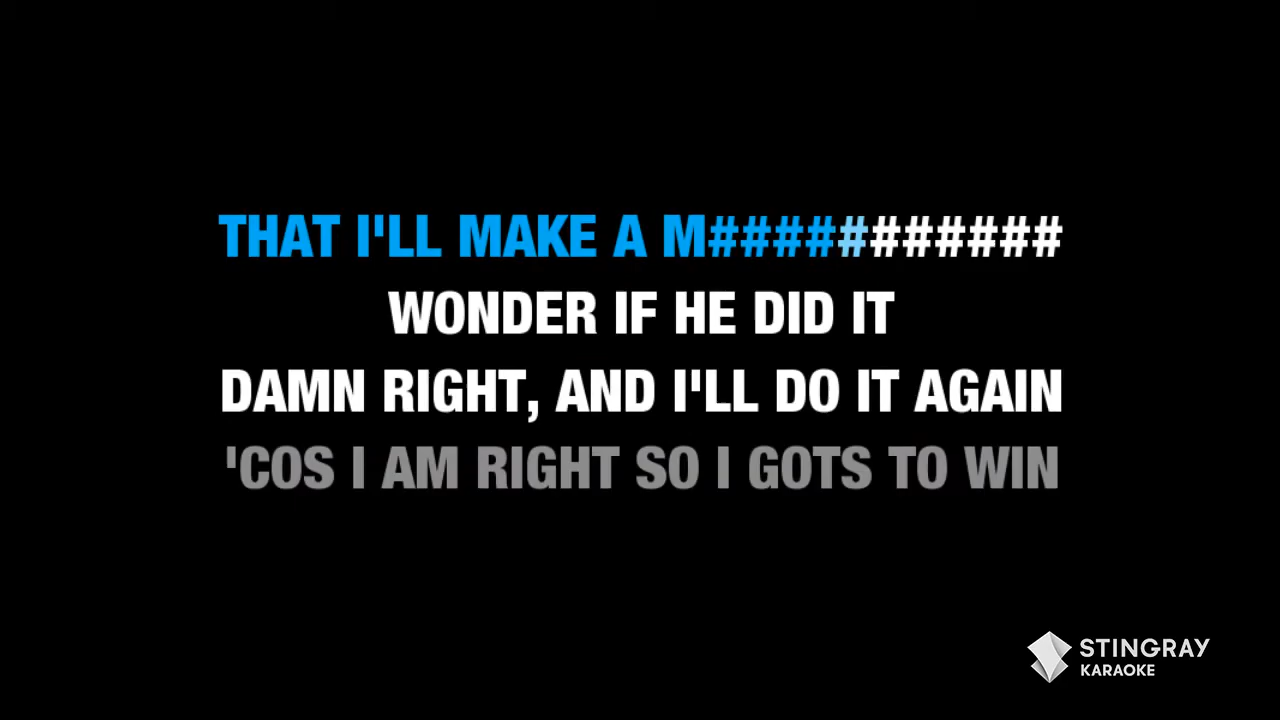 THAT I'LL MAKE A M###########
WONDER IF HE DID IT
DAMN RIGHT, AND I'LL DO IT AGAIN
'COS I AM RIGHT SO I GOTS TO WIN
STINGRAY
KARAOKE